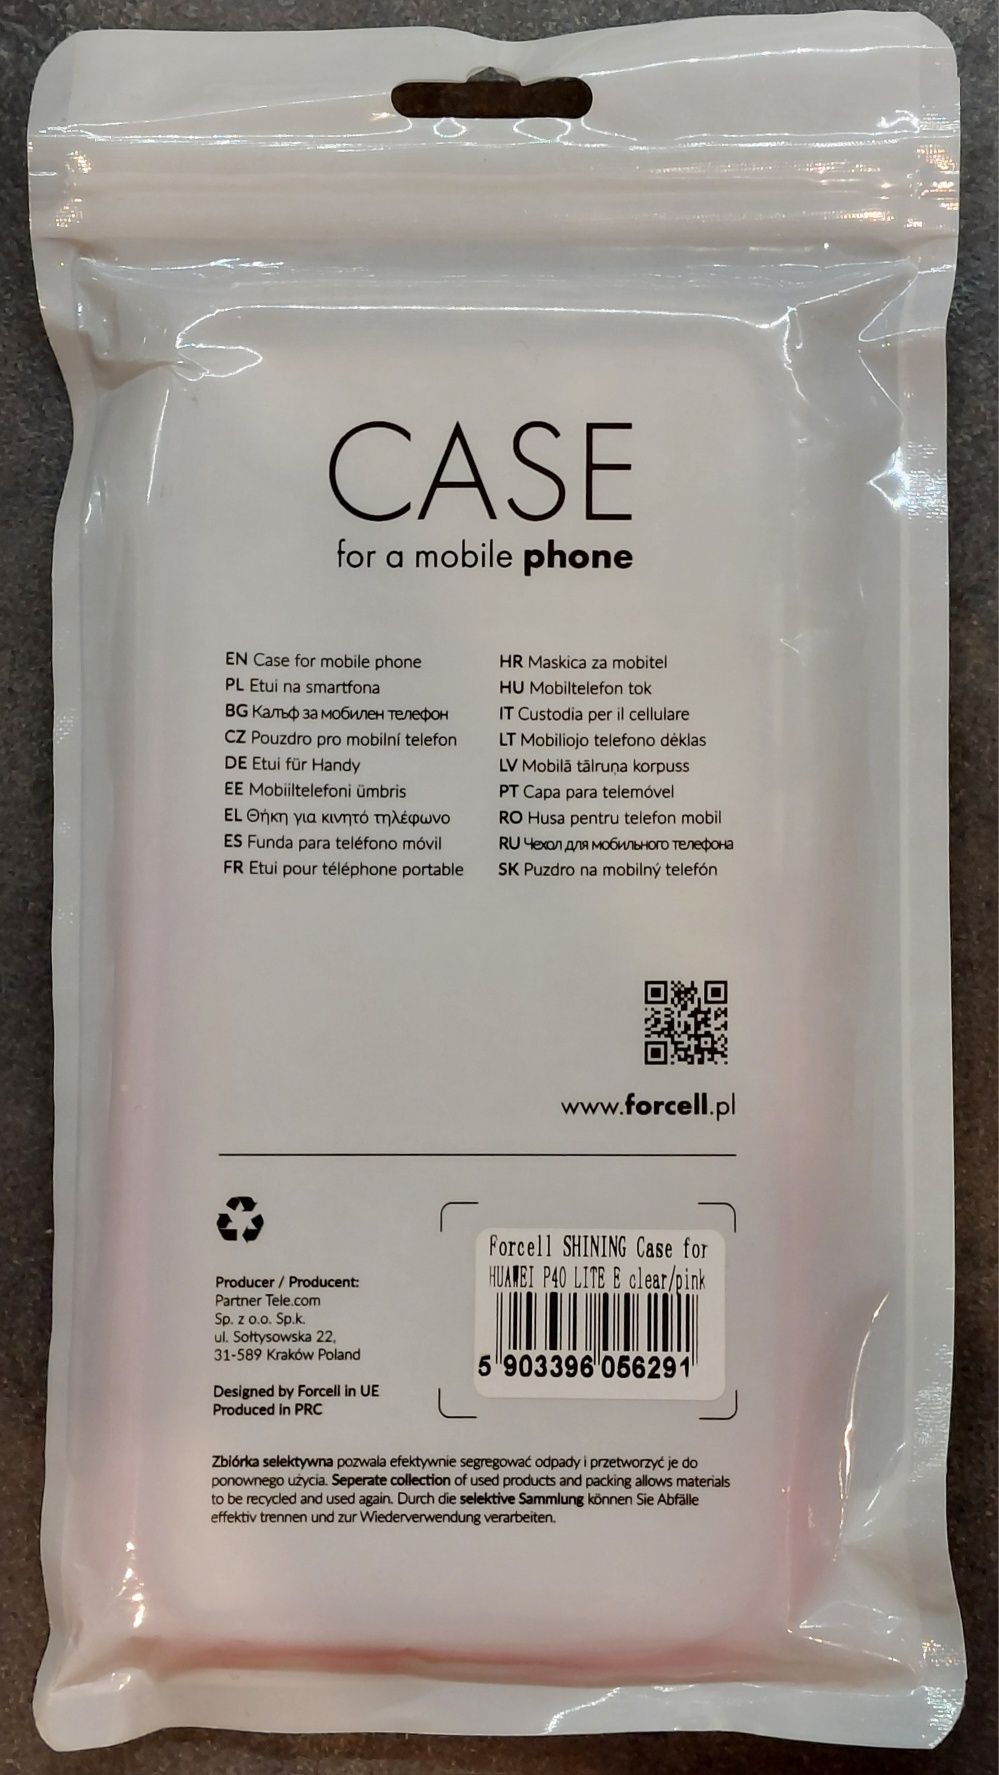 CASE
for a mobile phone
EN Case for mobile phone
PL Etui na smartfona
BG Калъф за мобилен телефон
CZ Pouzdro pro mobilní telefon
DE Etui für Handy
EE Mobiiltelefoni ümbris
EL Θήκη για κινητό τηλέφωνο
ES Funda para teléfono móvil
FR Etui pour téléphone portable
HR Maskica za mobitel
HU Mobiltelefon tok
IT Custodia per il cellulare
LT Mobiliojo telefono dėklas
LV Mobilā tālruņa korpuss
PT Capa para telemóvel
RO Husa pentru telefon mobil
RU Чехол для мобильного телефона
SK Puzdro na mobilný telefón
www.forcell.pl
Producer / Producent:
Partner Tele.com
Sp. z o.o. Sp.k.
ul. Sołtysowska 22,
31-589 Kraków Poland
Designed by Forcell in UE
Produced in PRC
Forcell SHINING Case for
HUAWEI P40 LITE E clear/pink
5 903396 056291
Zbiórka selektywna pozwala efektywnie segregować odpady i przetworzyć je do
ponownego użycia. Seperate collection of used products and packing allows materials
to be recycled and used again. Durch die selektive Sammlung können Sie Abfälle
effektiv trennen und zur Wiederverwendung verarbeiten.